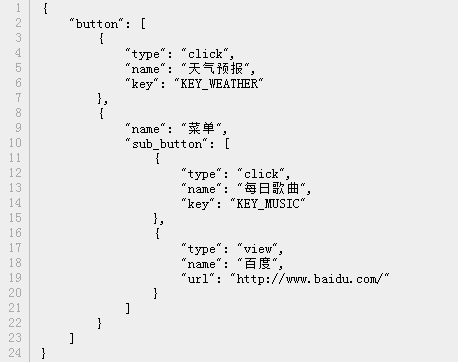 1 {
2     "button": [
3         {
4             "type": "click",
5             "name": "天气预报",
6             "key": "KEY_WEATHER"
7         },
8         {
9             "name": "菜单",
10             "sub_button": [
11                 {
12                     "type": "click",
13                     "name": "每日歌曲",
14                     "key": "KEY_MUSIC"
15                 },
16                 {
17                     "type": "view",
18                     "name": "百度",
19                     "url": "http://www.baidu.com/"
20                 }
21             ]
22         }
23     ]
24 }